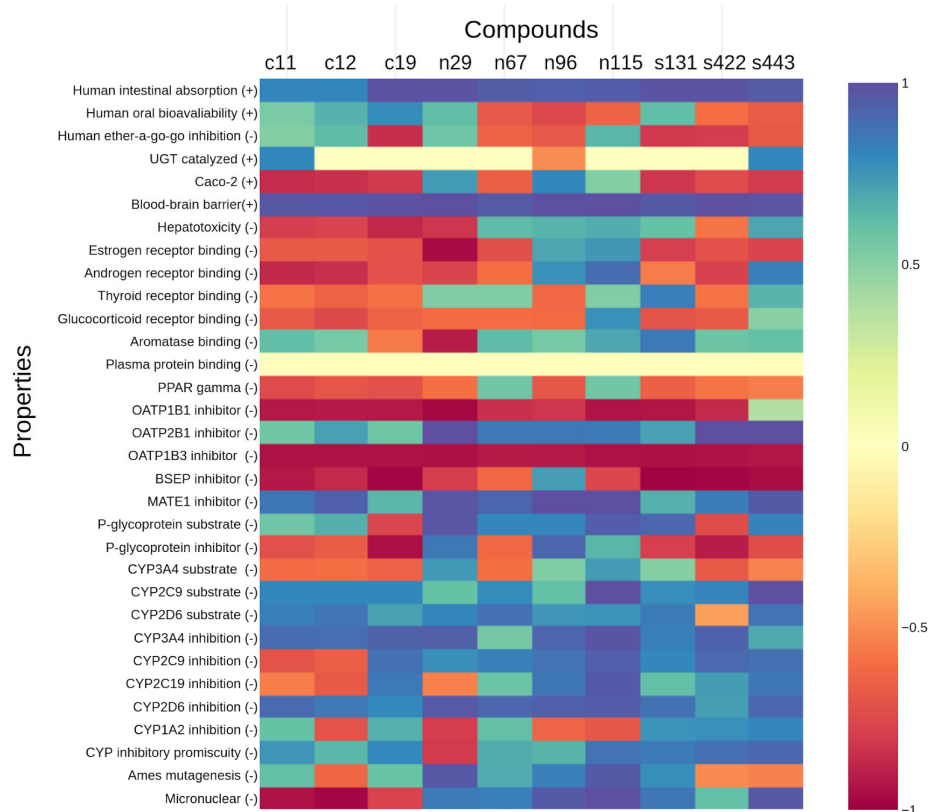 Compounds
c11 c12 c19 n29 n67 n96 n115 s131 s422 s443
Properties
Human intestinal absorption (+)
Human oral bioavaliability (+)
Human ether-a-go-go inhibition (-)
UGT catalyzed (+)
Caco-2 (+)
Blood-brain barrier(+)
Hepatotoxicity (-)
Estrogen receptor binding (-)
Androgen receptor binding (-)
Thyroid receptor binding (-)
Glucocorticoid receptor binding (-)
Aromatase binding (-)
Plasma protein binding (-)
PPAR gamma (-)
OATP1B1 inhibitor (-)
OATP2B1 inhibitor (-)
OATP1B3 inhibitor (-)
BSEP inhibitor (-)
MATE1 inhibitor (-)
P-glycoprotein substrate (-)
P-glycoprotein inhibitor (-)
CYP3A4 substrate (-)
CYP2C9 substrate (-)
CYP2D6 substrate (-)
CYP3A4 inhibition (-)
CYP2C9 inhibition (-)
CYP2C19 inhibition (-)
CYP2D6 inhibition (-)
CYP1A2 inhibition (-)
CYP inhibitory promiscuity (-)
Ames mutagenesis (-)
Micronuclear (-)
1
0.5
0
−0.5
−1